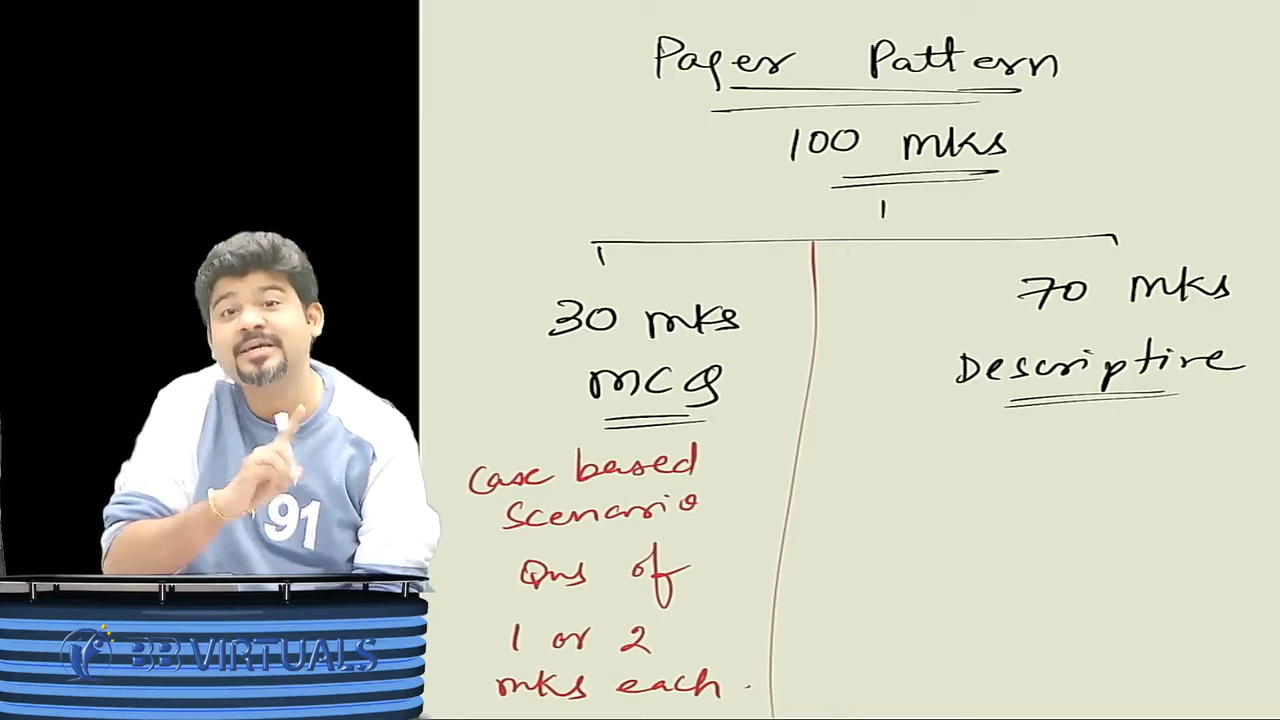 Paper Pattern
100 mks
30 mks
MCQ
Case based
Scenario
Qns of
1 or 2
mks each.
70 mks
Descriptive
91
BB VIRTUALS